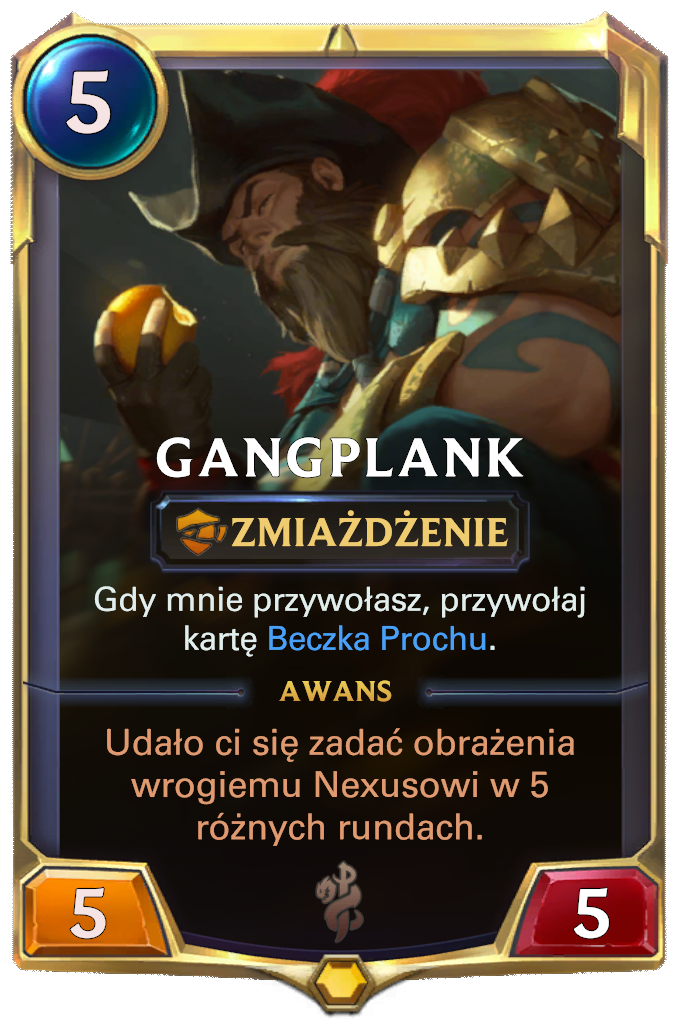 5
GANGPLANK
ZMIAŻDŻENIE
Gdy mnie przywołasz, przywołaj
kartę Beczka Prochu.
AWANS
Udało ci się zadać obrażenia
wrogiemu Nexusowi w 5
różnych rundach.
5
5